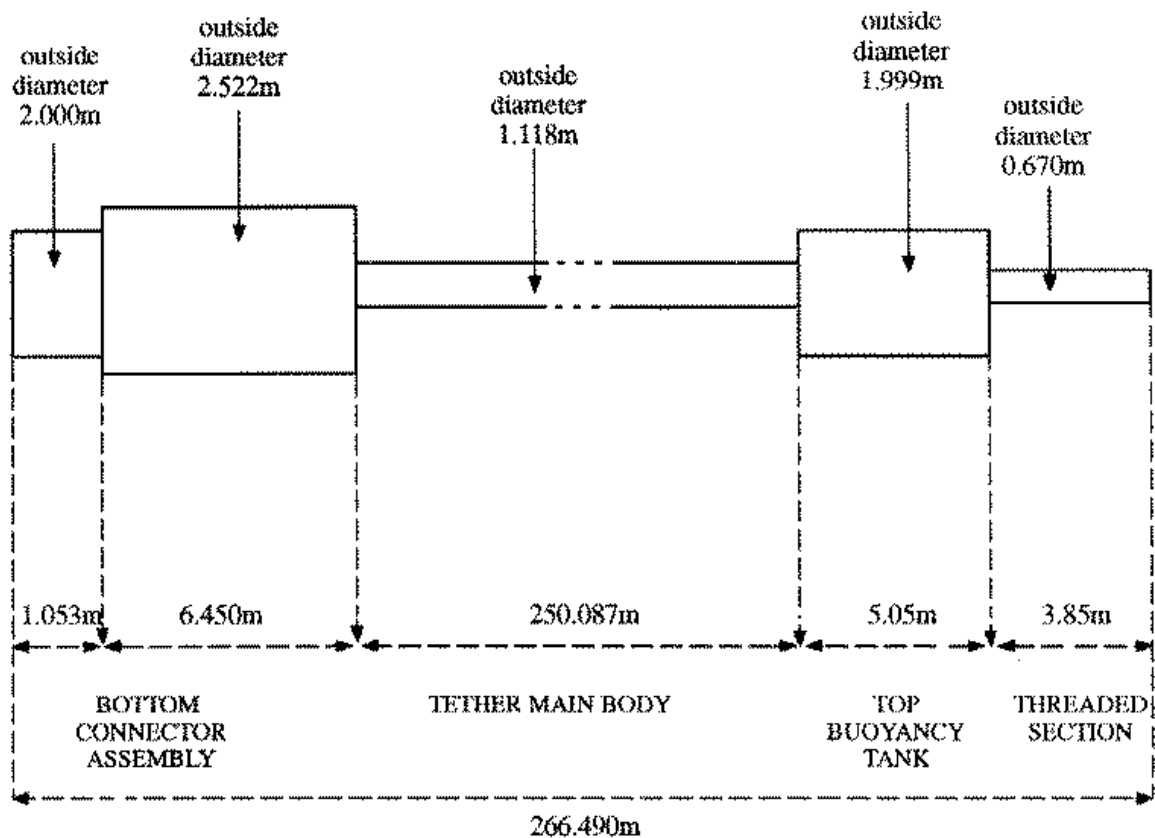 outside
diameter
2.000m
outside
diameter
2.522m
outside
diameter
1.118m
outside
diameter
1.999m
outside
diameter
0.670m
1.053m
6.450m
250.087m
5.05m
3.85m
BOTTOM
CONNECTOR
ASSEMBLY
TETHER MAIN BODY
TOP
BUOYANCY
TANK
THREADED
SECTION
266.490m